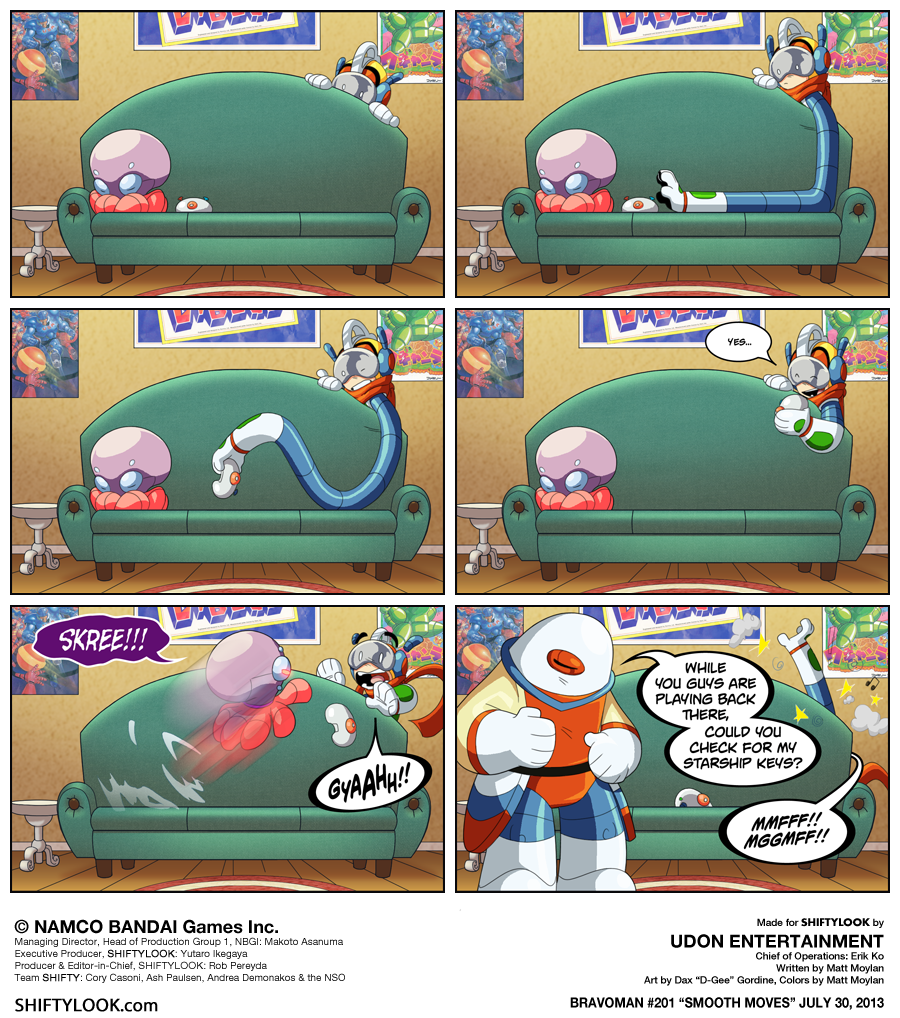 YES...
SKREE!!!
GYAAHH!!
WHILE
YOU GUYS ARE
PLAYING BACK
THERE,
COULD YOU
CHECK FOR MY
STARSHIP KEYS?
MMFFF!!
MGGMFF!!
© NAMCO BANDAI Games Inc.
Managing Director, Head of Production Group 1, NBGI: Makoto Asanuma
Executive Producer, SHIFTYLOOK: Yutaro Ikegaya
Producer & Editor-in-Chief, SHIFTYLOOK: Rob Pereyda
Team SHIFTY: Cory Casoni, Ash Paulsen, Andrea Demonakos & the NSO
SHIFTYLOOK.com
Made for SHIFTYLOOK by
UDON ENTERTAINMENT
Chief of Operations: Erik Ko
Written by Matt Moylan
Art by Dax “D-Gee” Gordine, Colors by Matt Moylan
BRAVOMAN #201 “SMOOTH MOVES” JULY 30, 2013